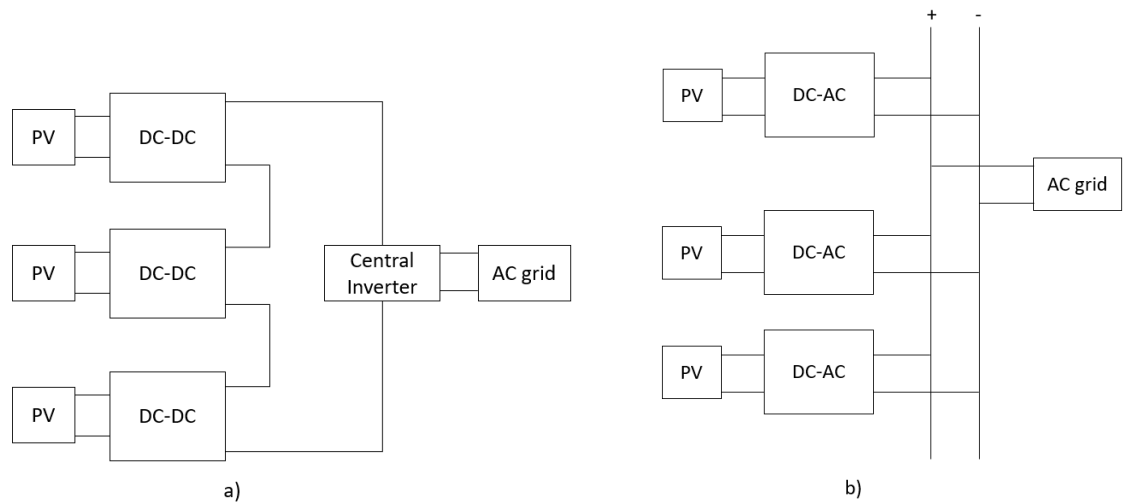 PV
DC-DC
PV
DC-DC
Central
Inverter
AC grid
PV
DC-DC
a)
+ -
PV
DC-AC
AC grid
PV
DC-AC
PV
DC-AC
b)